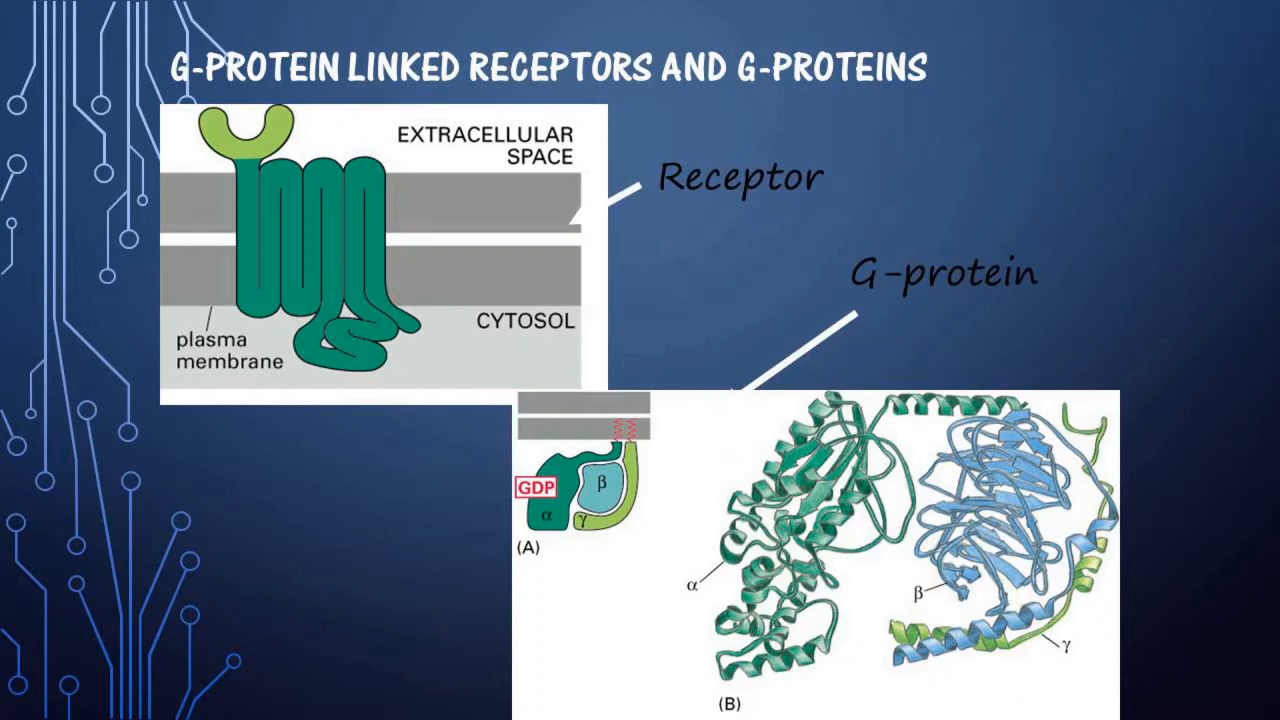 G-PROTEIN LINKED RECEPTORS AND G-PROTEINS
EXTRACELLULAR
SPACE
Receptor
G-protein
CYTOSOL
plasma
membrane
GDP
β
α
γ
(A)
α
β
γ
(B)